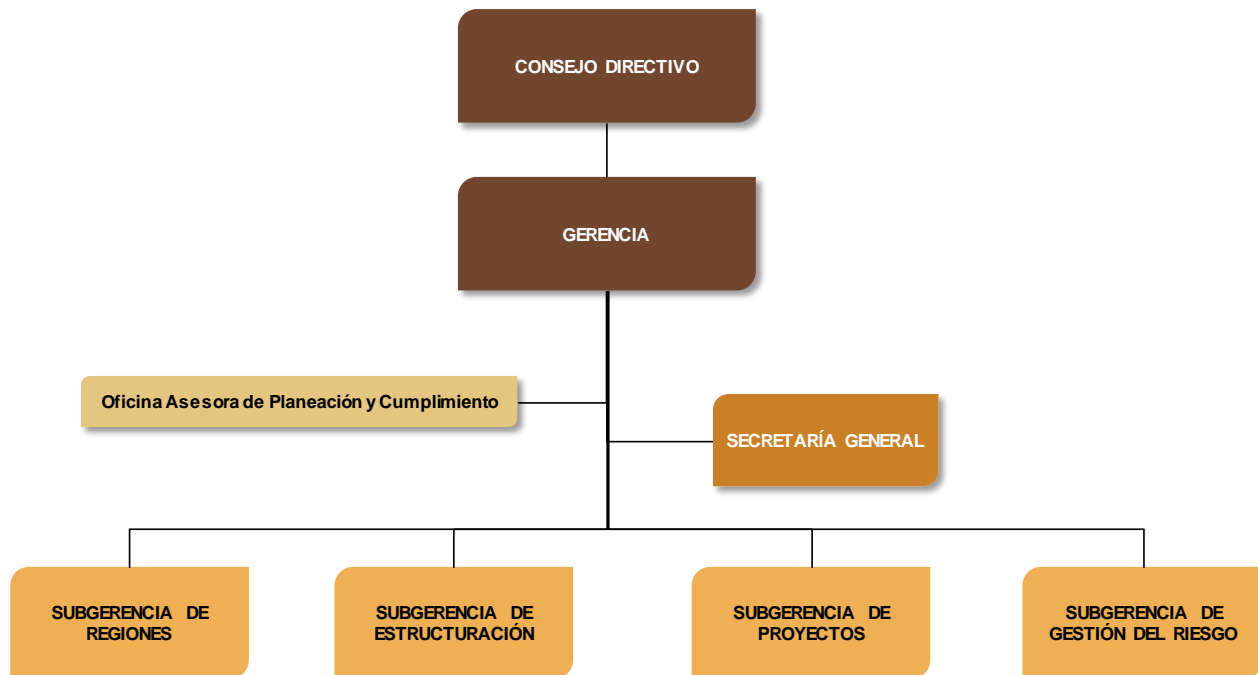 CONSEJO DIRECTIVO
GERENCIA
Oficina Asesora de Planeación y Cumplimiento
SECRETARÍA GENERAL
SUBGERENCIA DE
REGIONES
SUBGERENCIA DE
ESTRUCTURACIÓN
SUBGERENCIA DE
PROYECTOS
SUBGERENCIA DE
GESTIÓN DEL RIESGO